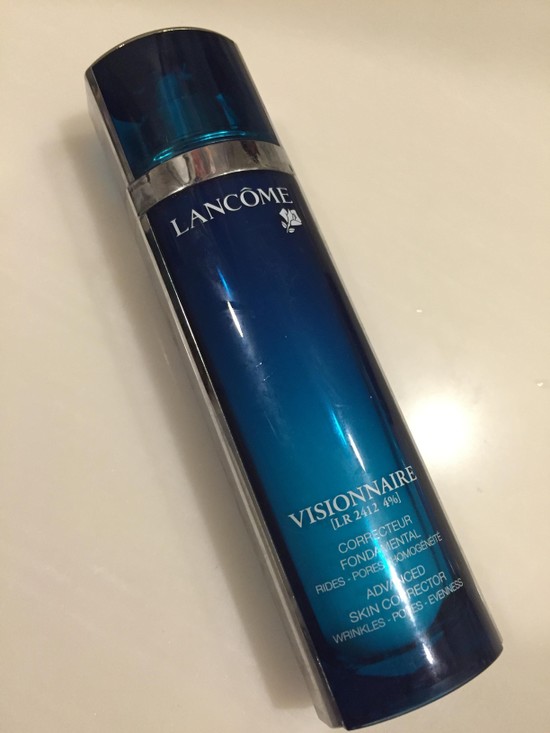 LANCÔME
VISIONNAIRE
[LR 2412 4%]
CORRECTEUR
FONDAMENTAL
RIDES - PORES - HOMOGÉNÉITÉ
ADVANCED
SKIN CORRECTOR
WRINKLES - PORES - EVENNESS